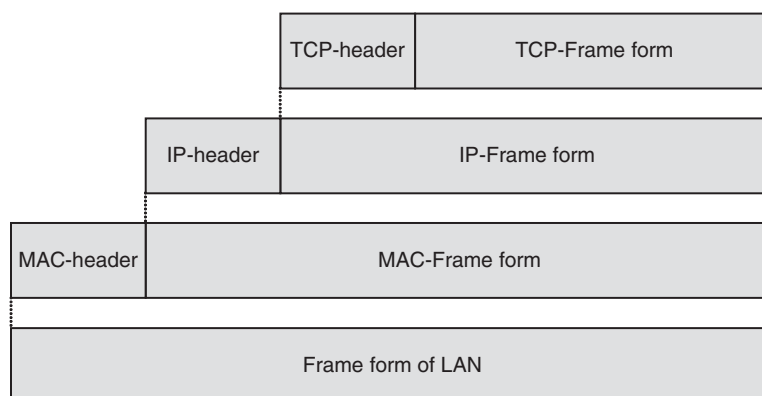 TCP-header TCP-Frame form
IP-header IP-Frame form
MAC-header MAC-Frame form
Frame form of LAN